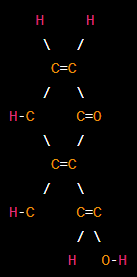 H     H
 \   /
  C=C
 /   \
H-C     C=O
 \   /
  C=C
 /   \
H-C     C=C
 / \
H   O-H